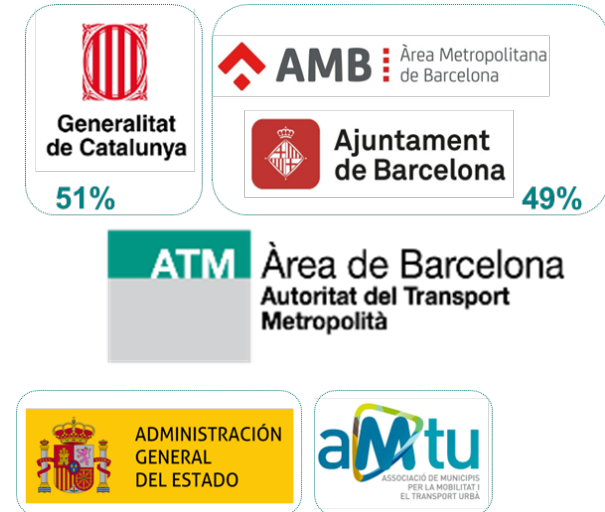 Generalitat
de Catalunya
51%
AMB
Àrea Metropolitana
de Barcelona
Ajuntament
de Barcelona
49%
ATM
Àrea de Barcelona
Autoritat del Transport
Metropolità
ADMINISTRACIÓN
GENERAL
DEL ESTADO
aMtu
ASSOCIACIÓ DE MUNICIPIS
PER LA MOBILITAT I
EL TRANSPORT URBÀ